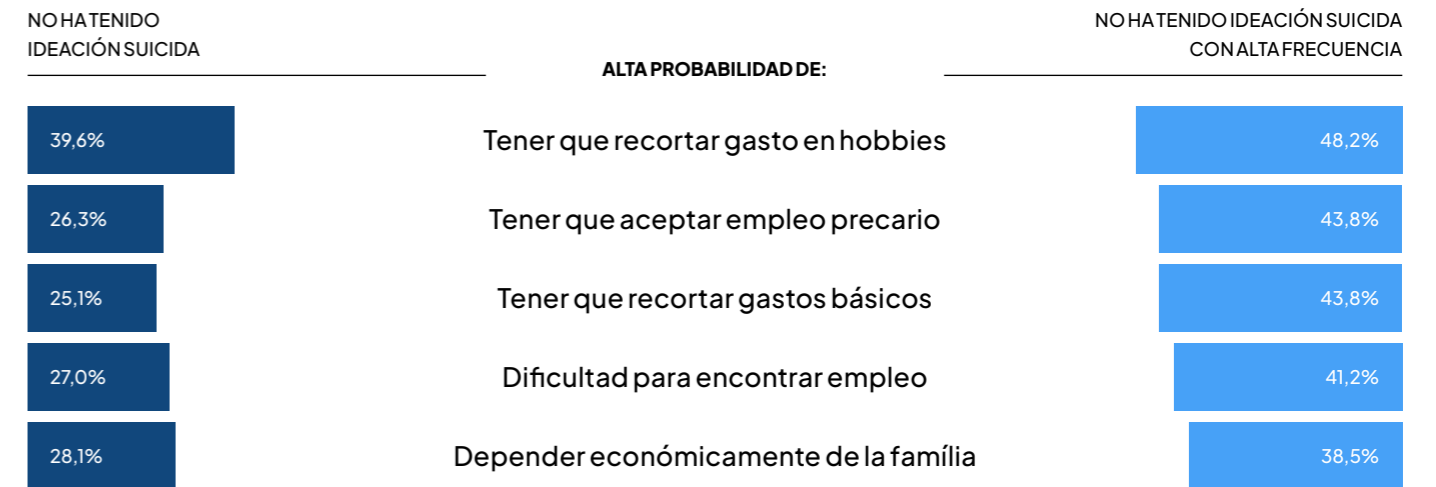 NO HA TENIDO
IDEACIÓN SUICIDA
NO HA TENIDO IDEACIÓN SUICIDA
CON ALTA FRECUENCIA
ALTA PROBABILIDAD DE:
39,6%
Tener que recortar gasto en hobbies
48,2%
26,3%
Tener que aceptar empleo precario
43,8%
25,1%
Tener que recortar gastos básicos
43,8%
27,0%
Dificultad para encontrar empleo
41,2%
28,1%
Depender económicamente de la família
38,5%